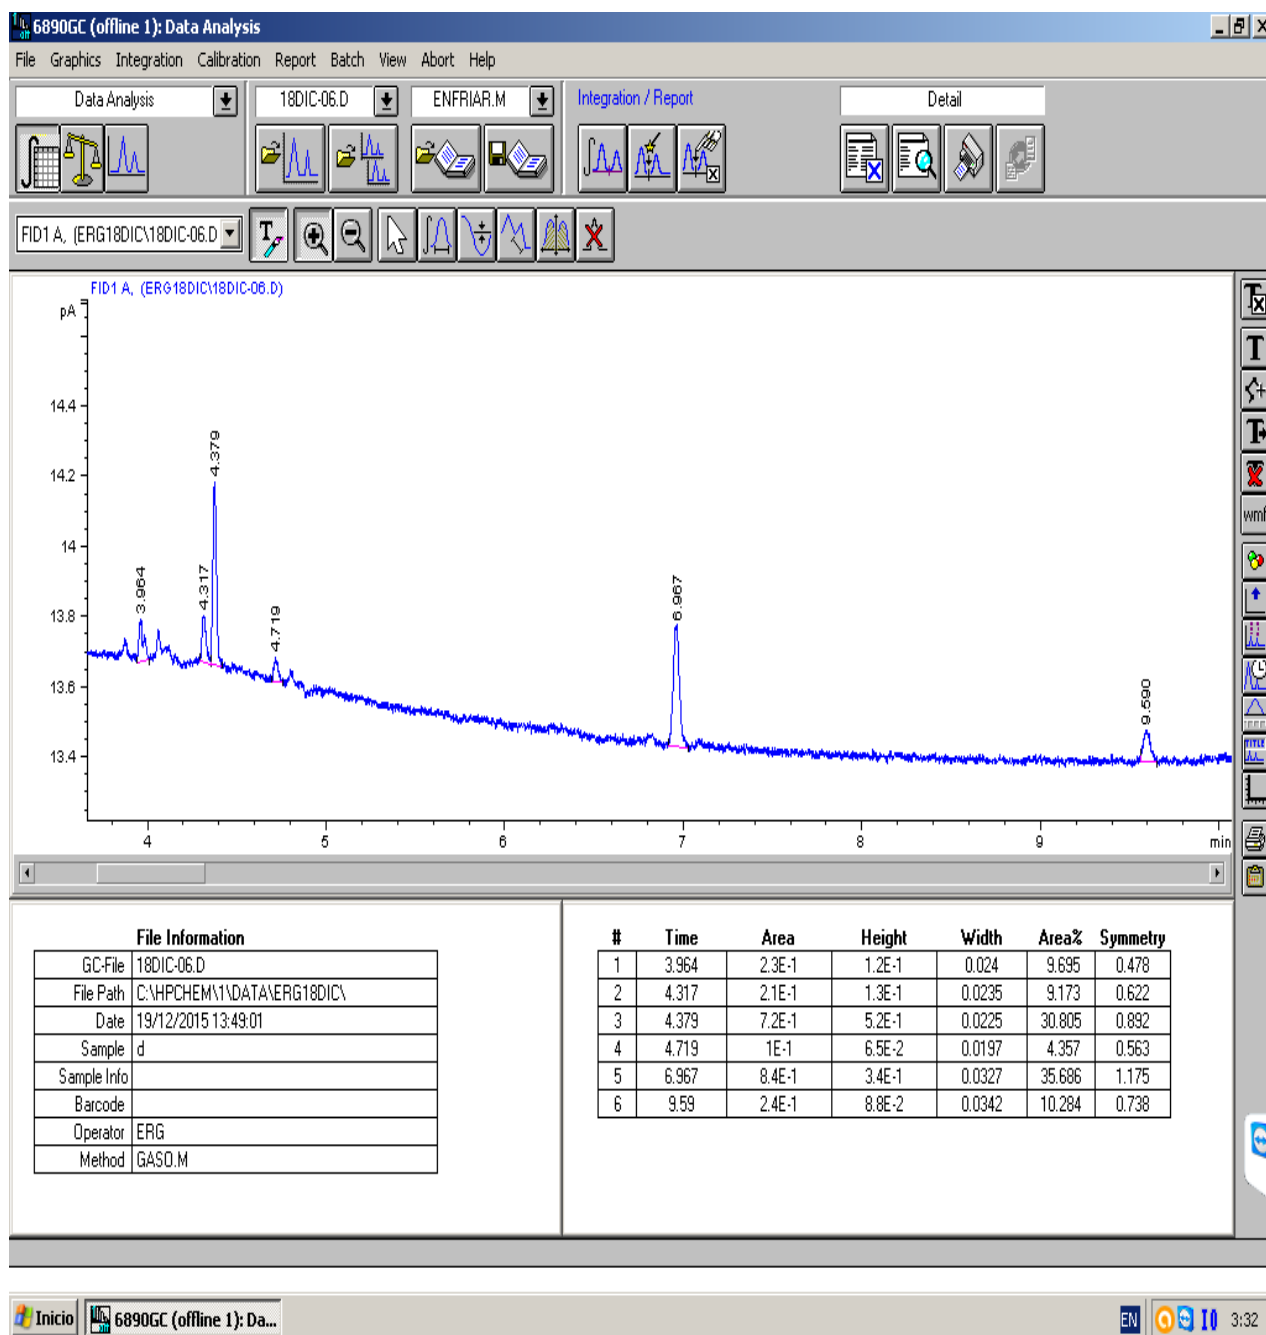 6890GC (offline 1): Data Analysis
File Graphics Integration Calibration Report Batch View Abort Help
Data Analysis 18DIC-06.D ENFRIAR.M Integration / Report Detail
FID1 A, (ERG18DIC\18DIC-06.D
FID1 A, (ERG18DIC\18DIC-06.D)
pA
14.4
14.2
14
13.8
13.6
13.4
3.964
4.317
4.379
4.719
6.967
9.590
4 5 6 7 8 9 min
wmf
TITLE
File Information
GC-File 18DIC-06.D
File Path C:\HPCHEM\1\DATA\ERG18DIC\
Date 19/12/2015 13:49:01
Sample d
Sample Info
Barcode
Operator ERG
Method GASO.M
# Time Area Height Width Area% Symmetry
1 3.964 2.3E-1 1.2E-1 0.024 9.695 0.478
2 4.317 2.1E-1 1.3E-1 0.0235 9.173 0.622
3 4.379 7.2E-1 5.2E-1 0.0225 30.805 0.892
4 4.719 1E-1 6.5E-2 0.0197 4.357 0.563
5 6.967 8.4E-1 3.4E-1 0.0327 35.686 1.175
6 9.59 2.4E-1 8.8E-2 0.0342 10.284 0.738
Inicio 6890GC (offline 1): Da... EN 3:32